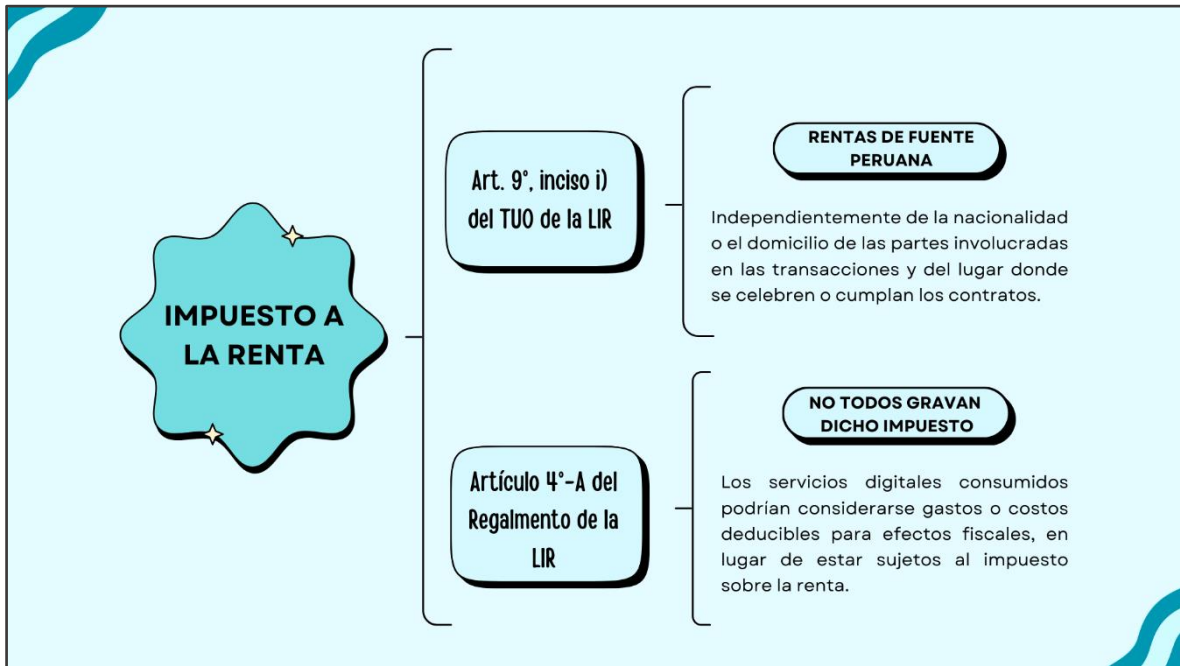 IMPUESTO A
LA RENTA
Art. 9°, inciso i)
del TUO de la LIR
RENTAS DE FUENTE
PERUANA
Independientemente de la nacionalidad
o el domicilio de las partes involucradas
en las transacciones y del lugar donde
se celebren o cumplan los contratos.
Artículo 4°-A del
Regalmento de la
LIR
NO TODOS GRAVAN
DICHO IMPUESTO
Los servicios digitales consumidos
podrían considerarse gastos o costos
deducibles para efectos fiscales, en
lugar de estar sujetos al impuesto
sobre la renta.